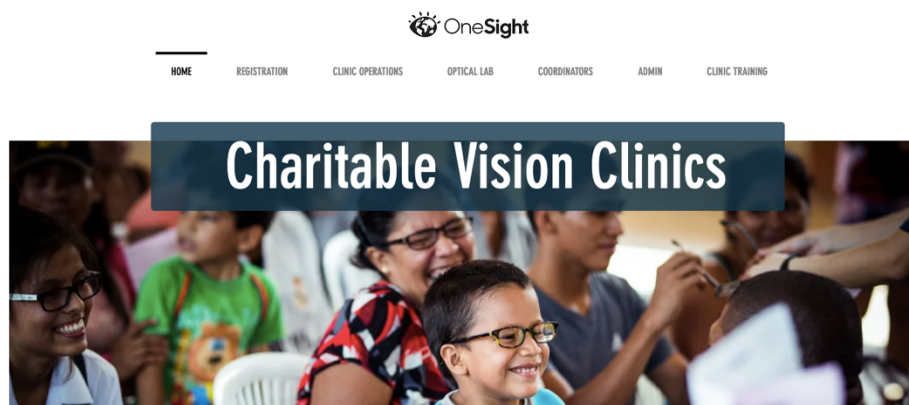 OneSight
HOME REGISTRATION CLINIC OPERATIONS OPTICAL LAB COORDINATORS ADMIN CLINIC TRAINING
Charitable Vision Clinics